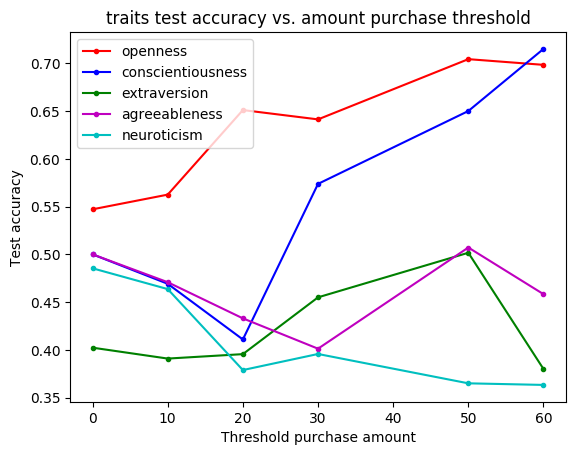 traits test accuracy vs. amount purchase threshold
openness
conscientiousness
extraversion
agreeableness
neuroticism
Test accuracy
0.70
0.65
0.60
0.55
0.50
0.45
0.40
0.35
0 10 20 30 40 50 60
Threshold purchase amount